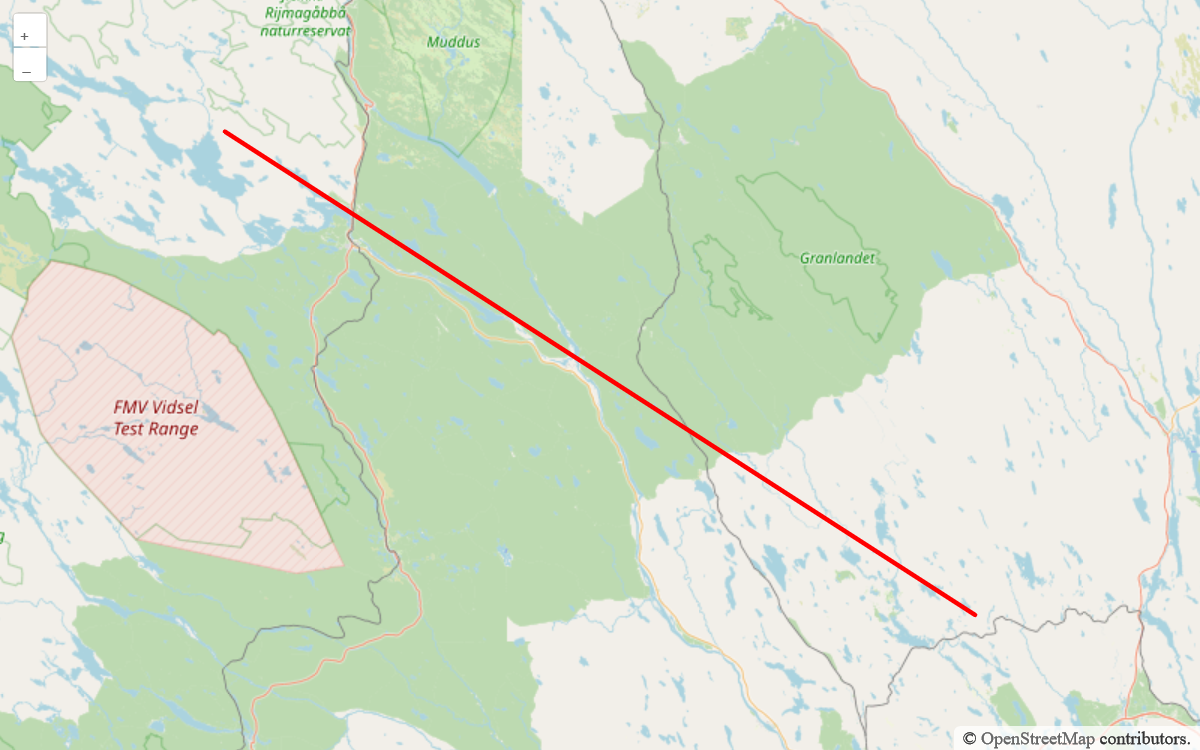 Rijmagåbbå
naturreservat
Muddus
+
–
Granlandet
FMV Vidsel
Test Range
© OpenStreetMap contributors.